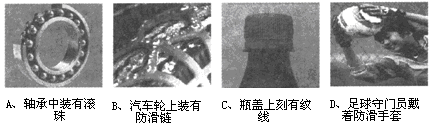 A、轴承中装有滚
珠
B、汽车轮上装有
防滑链
C、瓶盖上刻有纹
线
D、足球守门员戴
着防滑手套